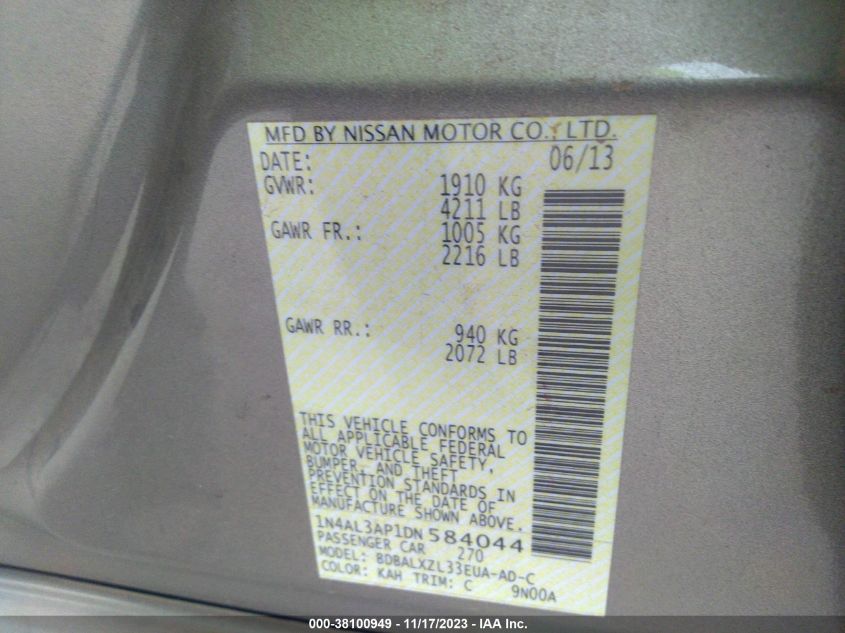 MFD BY NISSAN MOTOR CO., LTD.
DATE: 06/13
GVWR: 1910 KG
4211 LB
GAWR FR.: 1005 KG
2216 LB
GAWR RR.: 940 KG
2072 LB
THIS VEHICLE CONFORMS TO
ALL APPLICABLE FEDERAL
MOTOR VEHICLE SAFETY,
BUMPER, AND THEFT
PREVENTION STANDARDS IN
EFFECT ON THE DATE OF
MANUFACTURE SHOWN ABOVE.
1N4AL3AP1DN584044
PASSENGER CAR 270
MODEL: BDBALXZL33EUA-AD-C
COLOR: KAH TRIM: C 9N00A
000-38100949 - 11/17/2023 - IAA Inc.